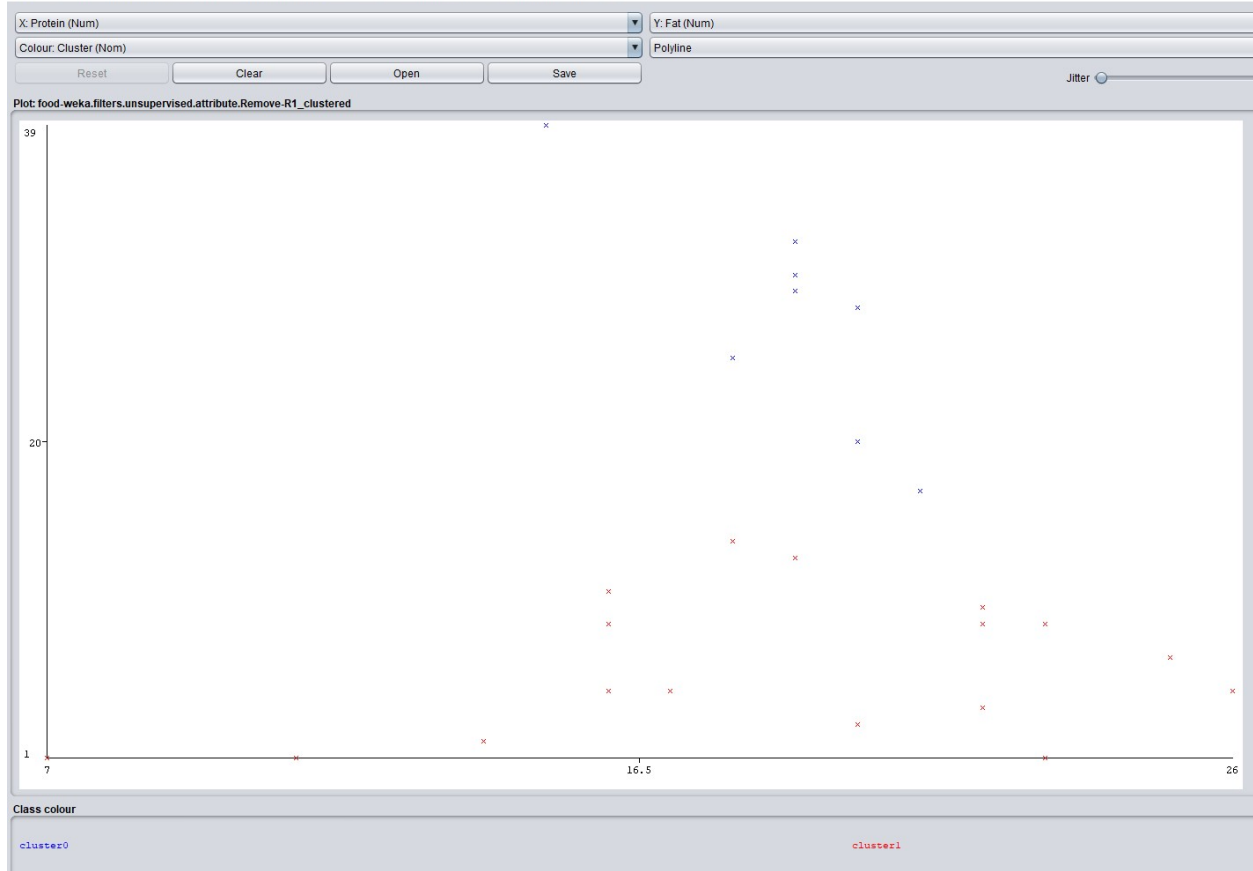 X: Protein (Num) Y: Fat (Num)
Colour: Cluster (Nom) Polyline
Reset Clear Open Save Jitter
Plot: food-weka.filters.unsupervised.attribute.Remove-R1_clustered
39
20
1
7 16.5 26
Class colour
cluster0 cluster1